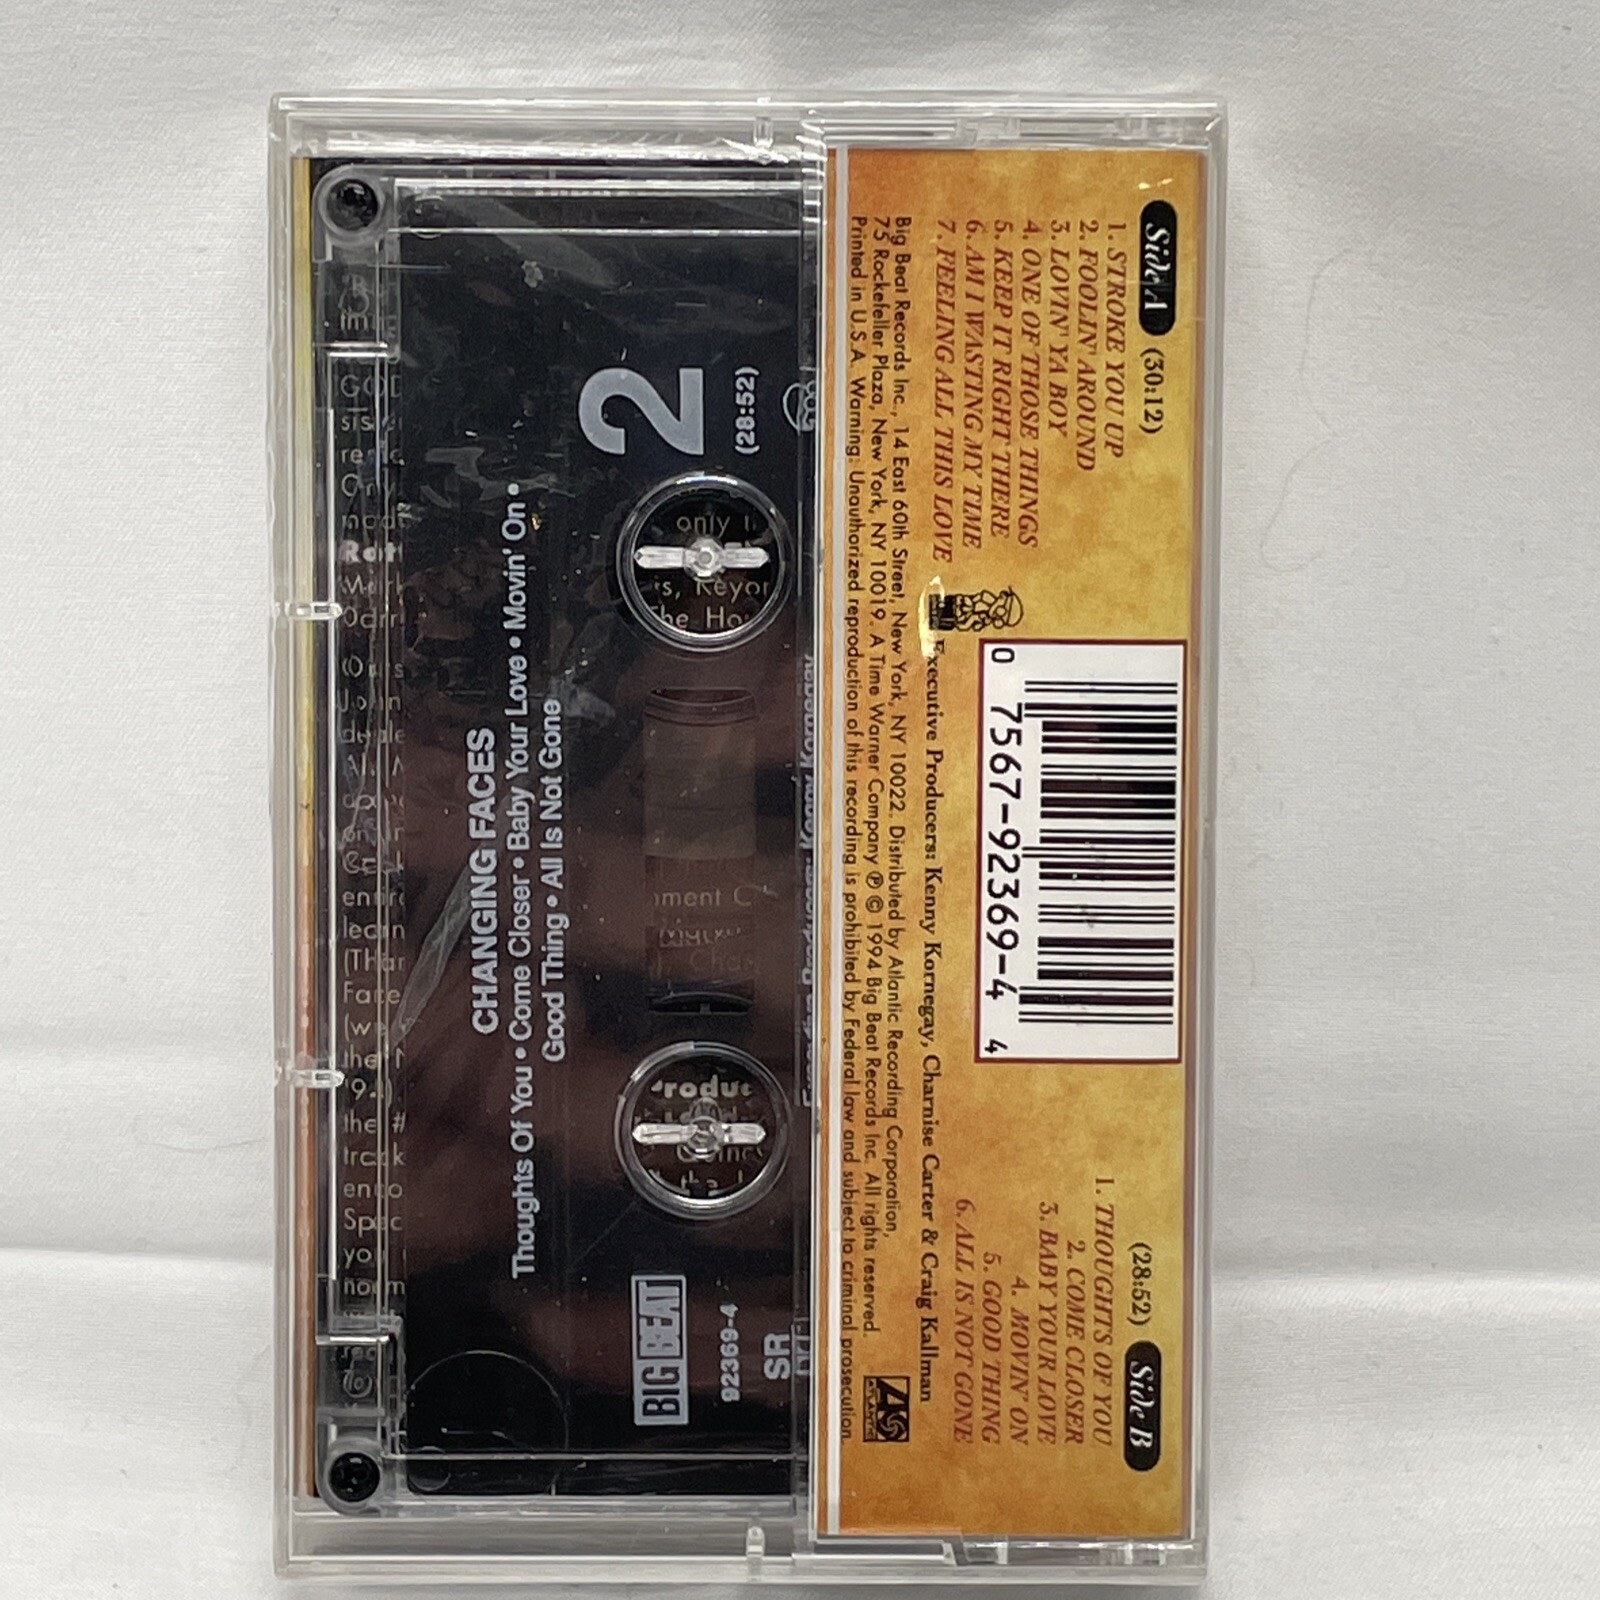 Side A (30:12)
1. STROKE YOU UP
2. FOOLIN' AROUND
3. LOVIN' YA BOY
4. ONE OF THOSE THINGS
5. KEEP IT RIGHT THERE
6. AM I WASTING MY TIME
7. FEELING ALL THIS LOVE
(28:52) Side B
1. THOUGHTS OF YOU
2. COME CLOSER
3. BABY YOUR LOVE
4. MOVIN' ON
5. GOOD THING
6. ALL IS NOT GONE
0 7567-92369-4 4
Executive Producers: Kenny Kornegay, Charnise Carter & Craig Kallman
Big Beat Records Inc., 14 East 60th Street, New York, NY 10022. Distributed by Atlantic Recording Corporation,
75 Rockefeller Plaza, New York, NY 10019. A Time Warner Company ℗ © 1994 Big Beat Records Inc. All rights reserved.
Printed in U.S.A. Warning: Unauthorized reproduction of this recording is prohibited by Federal law and subject to criminal prosecution.
ATLANTIC
2
(28:52)
CHANGING FACES
Thoughts Of You • Come Closer • Baby Your Love • Movin' On •
Good Thing • All Is Not Gone
BIG BEAT
92369-4
SR
only
Executive Producers: Kenny Kornegay